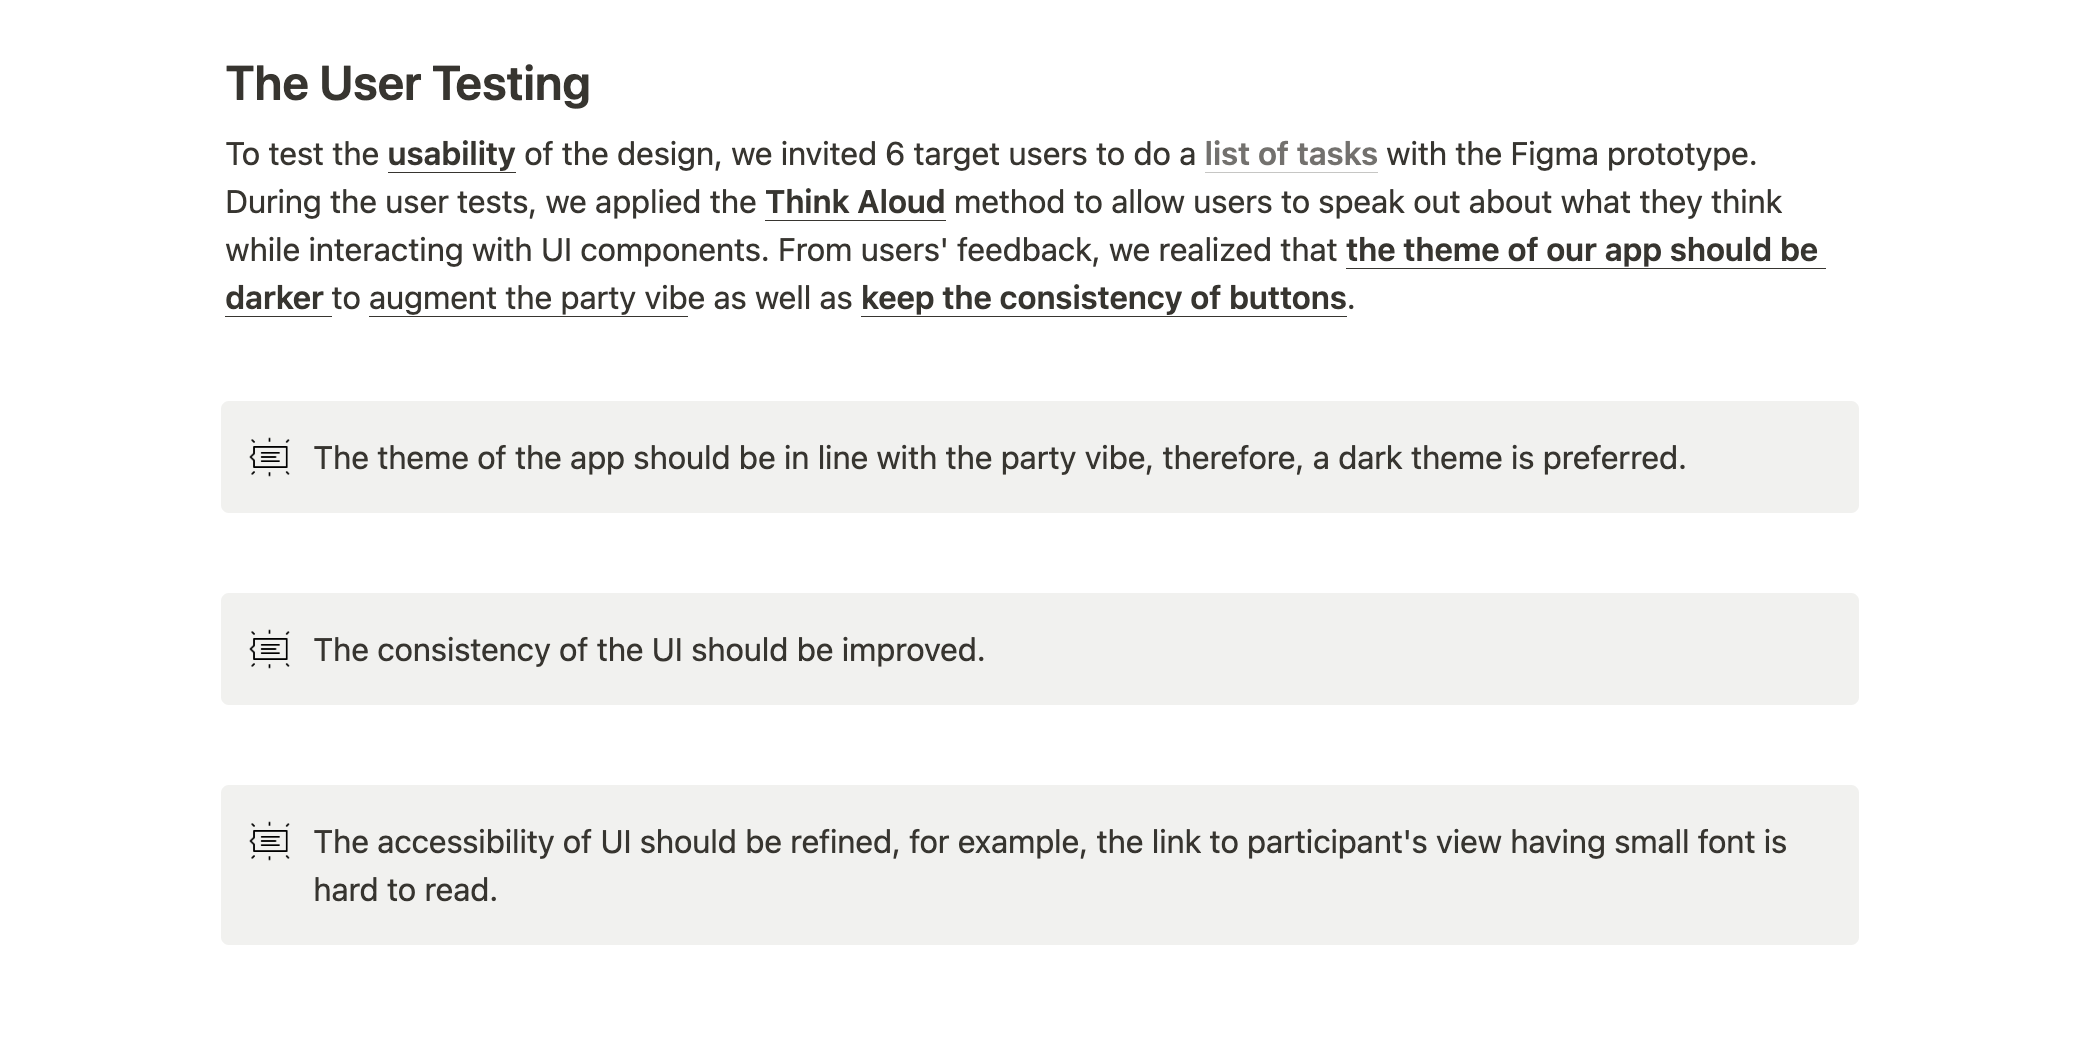 The User Testing
To test the usability of the design, we invited 6 target users to do a list of tasks with the Figma prototype.
During the user tests, we applied the Think Aloud method to allow users to speak out about what they think
while interacting with UI components. From users' feedback, we realized that the theme of our app should be
darker to augment the party vibe as well as keep the consistency of buttons.
The theme of the app should be in line with the party vibe, therefore, a dark theme is preferred.
The consistency of the UI should be improved.
The accessibility of UI should be refined, for example, the link to participant's view having small font is
hard to read.